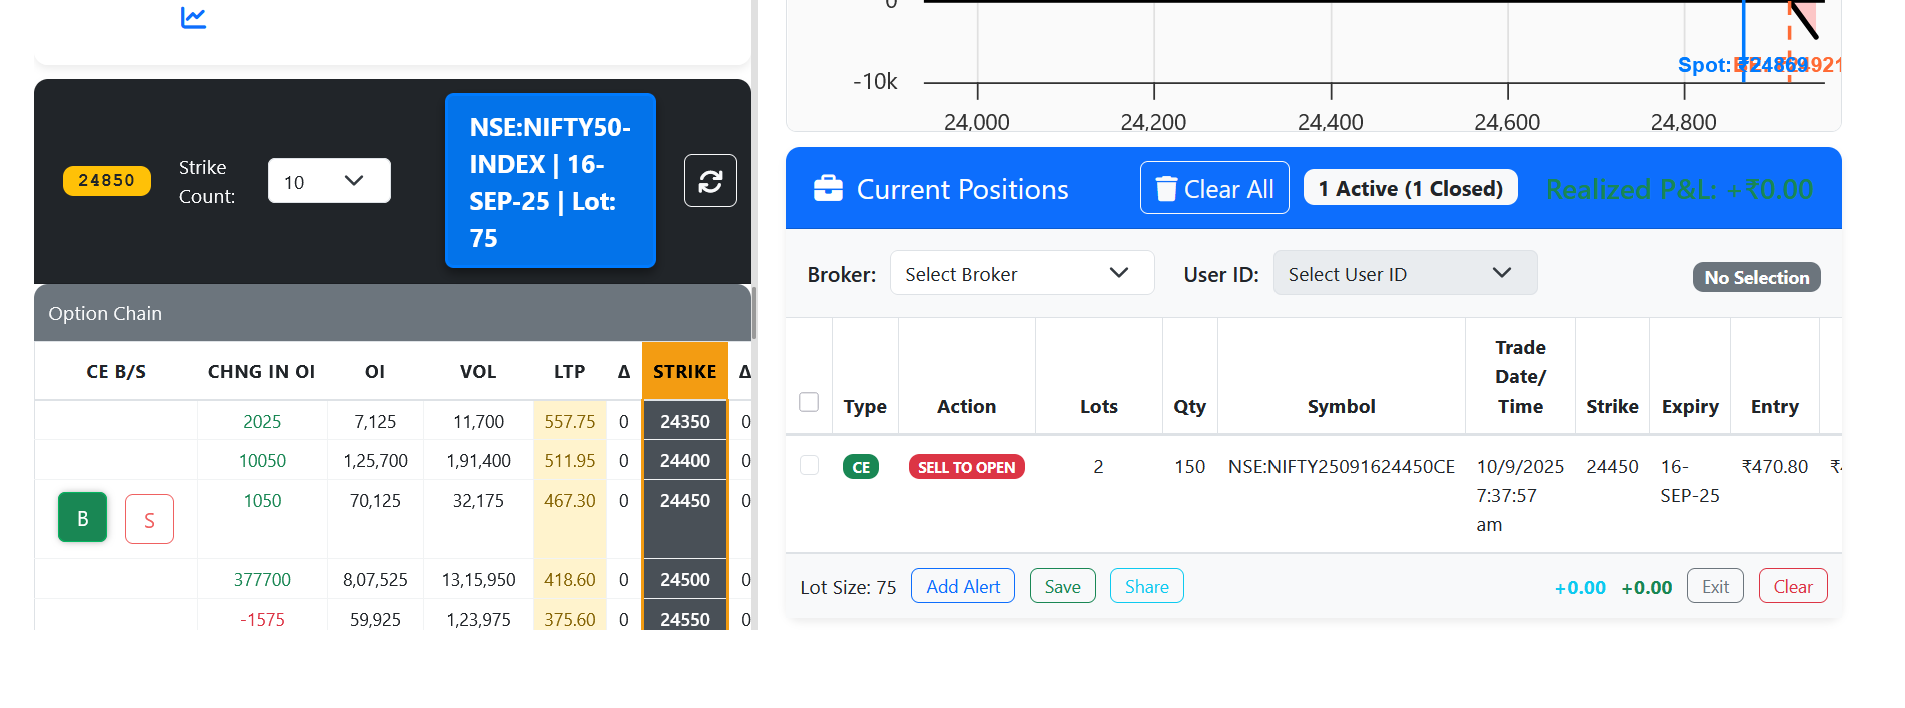 0
-10k
Spot: ₹24869
24,000 24,200 24,400 24,600 24,800
24850
Strike
Count:
10
NSE:NIFTY50-
INDEX | 16-
SEP-25 | Lot:
75
Option Chain
CE B/S CHNG IN OI OI VOL LTP Δ STRIKE Δ
2025 7,125 11,700 557.75 0 24350 0
10050 1,25,700 1,91,400 511.95 0 24400 0
B S 1050 70,125 32,175 467.30 0 24450 0
377700 8,07,525 13,15,950 418.60 0 24500 0
-1575 59,925 1,23,975 375.60 0 24550 0
Current Positions Clear All 1 Active (1 Closed) Realized P&L: +₹0.00
Broker: Select Broker User ID: Select User ID No Selection
Type Action Lots Qty Symbol Trade
Date/
Time Strike Expiry Entry
CE SELL TO OPEN 2 150 NSE:NIFTY25091624450CE 10/9/2025
7:37:57
am 24450 16-
SEP-25 ₹470.80
Lot Size: 75 Add Alert Save Share +0.00 +0.00 Exit Clear